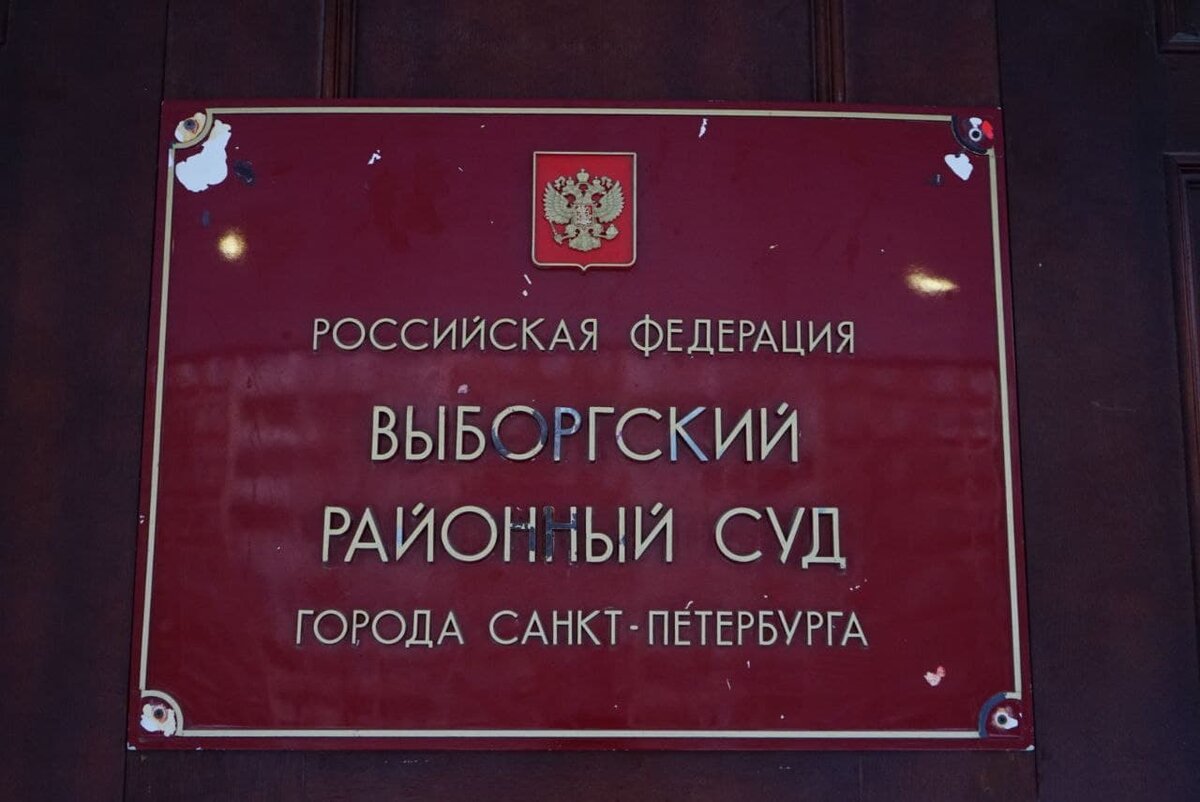 РОССИЙСКАЯ ФЕДЕРАЦИЯ
ВЫБОРГСКИЙ
РАЙОННЫЙ СУД
ГОРОДА САНКТ-ПЕТЕРБУРГА